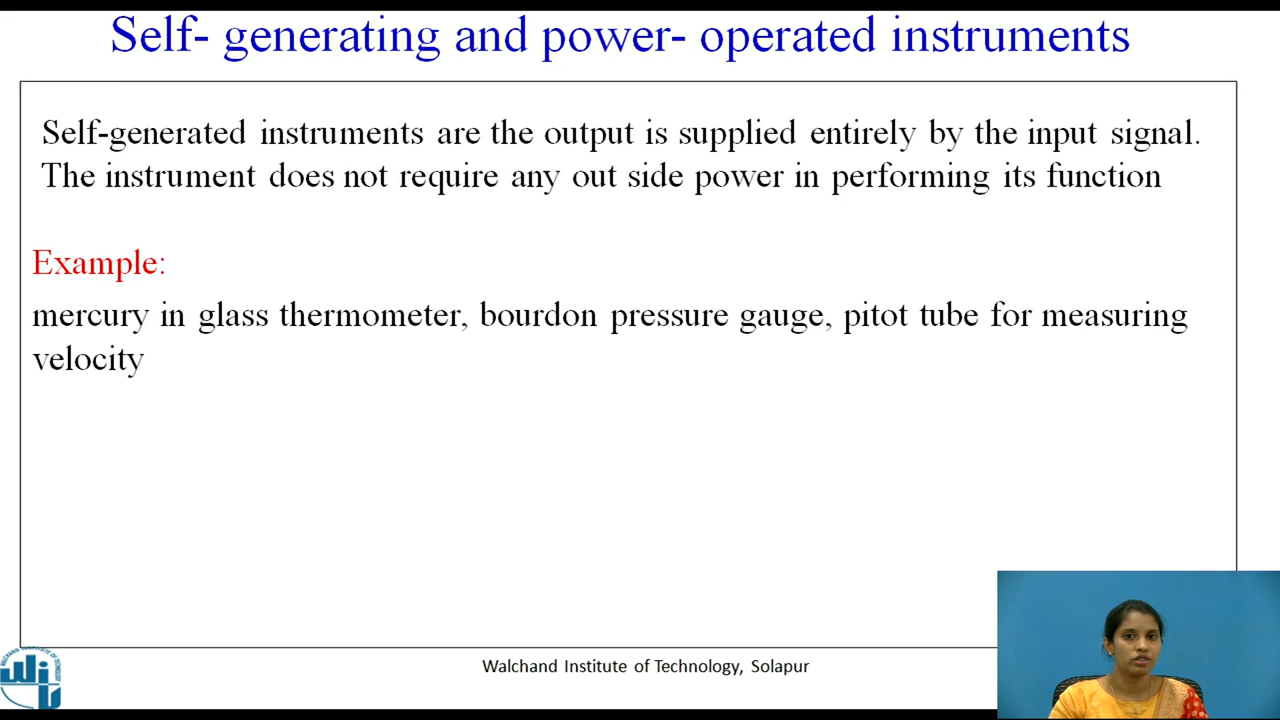 Self- generating and power- operated instruments
Self-generated instruments are the output is supplied entirely by the input signal.
The instrument does not require any out side power in performing its function
Example:
mercury in glass thermometer, bourdon pressure gauge, pitot tube for measuring
velocity
Walchand Institute of Technology, Solapur